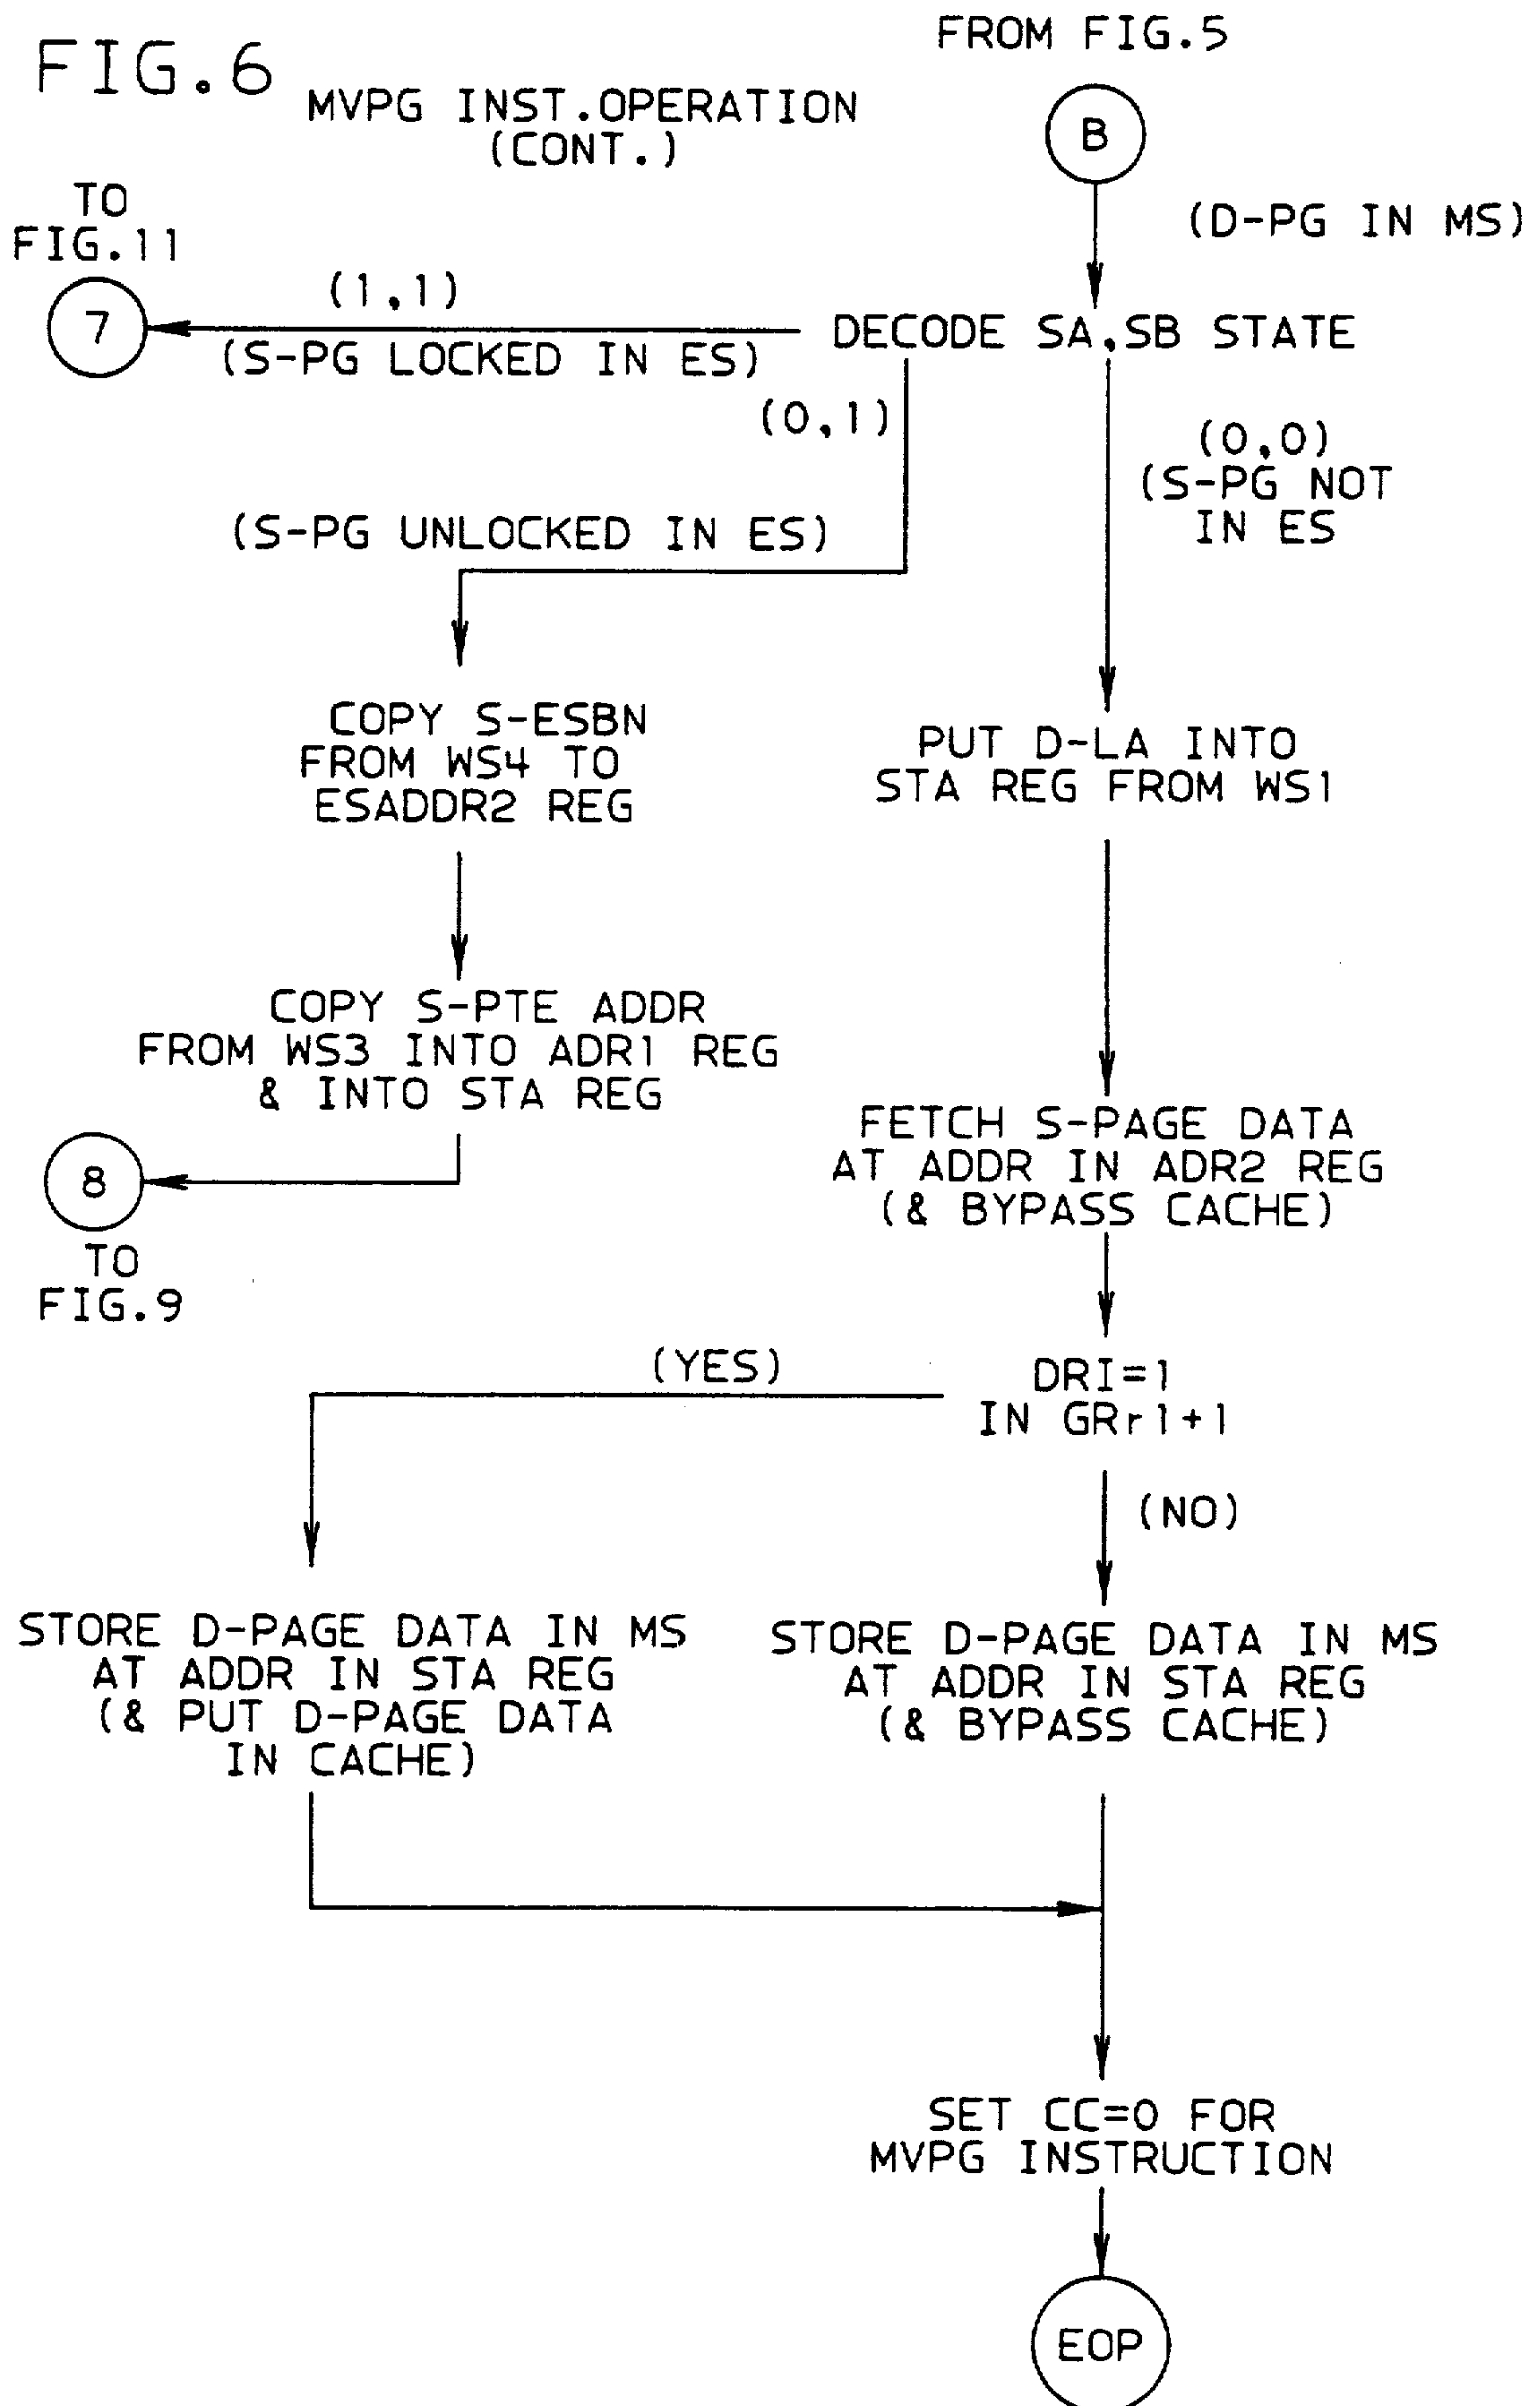 FIG.6
MVPG INST.OPERATION
(CONT.)
FROM FIG.5
B
(D-PG IN MS)
TO
FIG.11
7
(1,1)
(S-PG LOCKED IN ES)
DECODE SA,SB STATE
(0,1)
(S-PG UNLOCKED IN ES)
(0,0)
(S-PG NOT
IN ES
COPY S-ESBN
FROM WS4 TO
ESADDR2 REG
PUT D-LA INTO
STA REG FROM WS1
COPY S-PTE ADDR
FROM WS3 INTO ADR1 REG
& INTO STA REG
8
TO
FIG.9
FETCH S-PAGE DATA
AT ADDR IN ADR2 REG
(& BYPASS CACHE)
DRI=1
IN GRr1+1
(YES)
(NO)
STORE D-PAGE DATA IN MS
AT ADDR IN STA REG
(& PUT D-PAGE DATA
IN CACHE)
STORE D-PAGE DATA IN MS
AT ADDR IN STA REG
(& BYPASS CACHE)
SET CC=0 FOR
MVPG INSTRUCTION
EOP